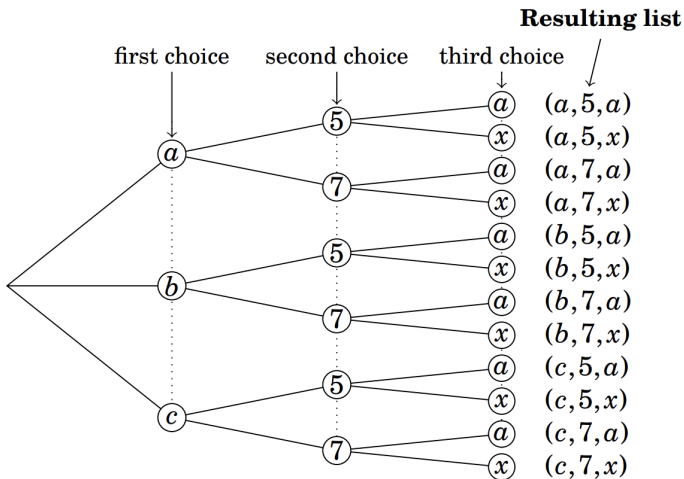 Resulting list
first choice second choice third choice
a (a,5,a)
5
x (a,5,x)
a
a (a,7,a)
7
x (a,7,x)
a (b,5,a)
5
x (b,5,x)
b
a (b,7,a)
7
x (b,7,x)
a (c,5,a)
5
x (c,5,x)
c
a (c,7,a)
7
x (c,7,x)